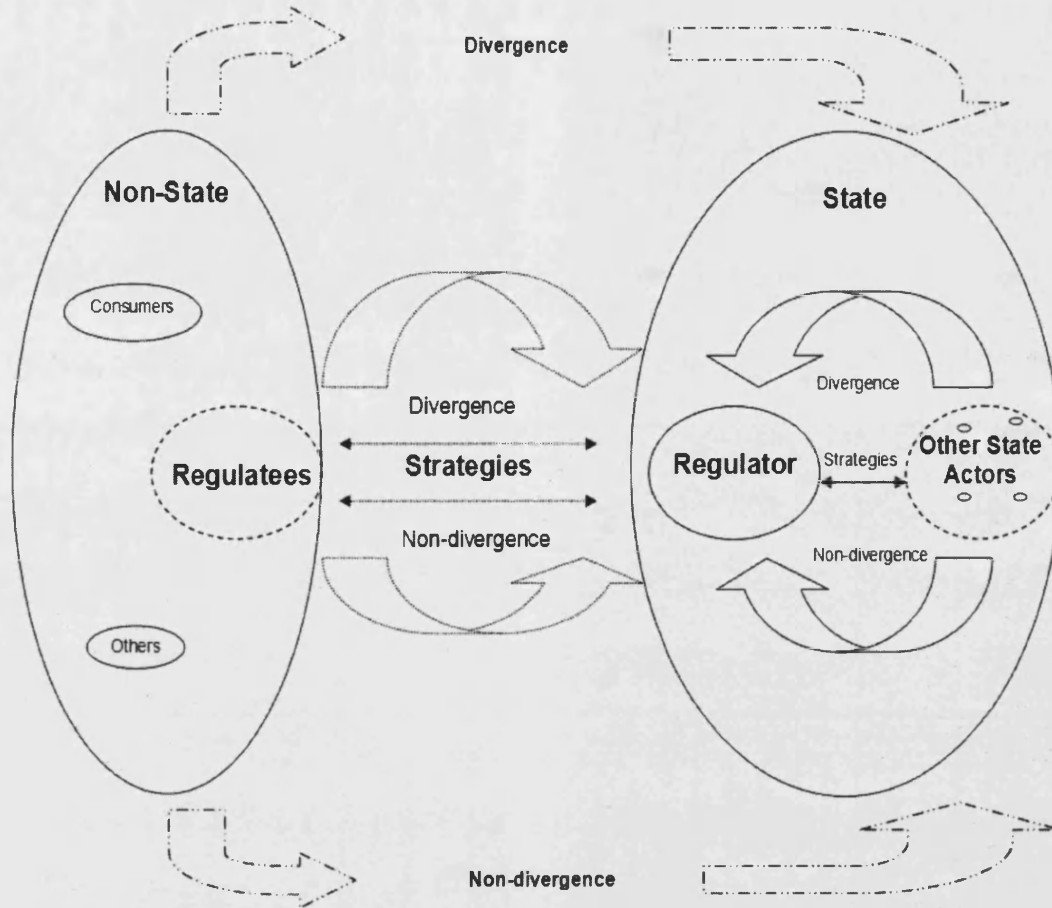 Divergence
Non-State
State
Consumers
Divergence
Divergence
Regulatees
Strategies
Regulator
Strategies
Other State
Actors
Non-divergence
Non-divergence
Others
Non-divergence